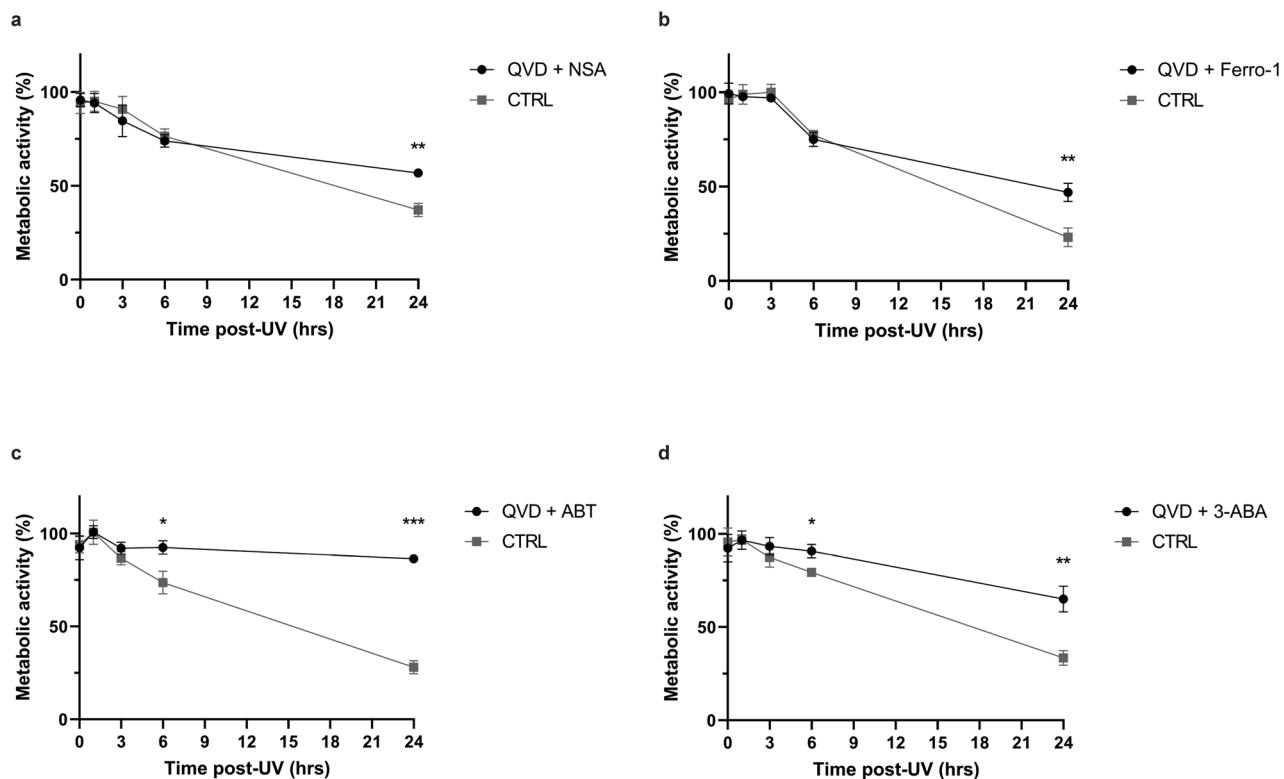 a
Metabolic activity (%)
100
50
0
0 3 6 9 12 15 18 21 24
Time post-UV (hrs)
QVD + NSA
CTRL
**
b
Metabolic activity (%)
100
50
0
0 3 6 9 12 15 18 21 24
Time post-UV (hrs)
QVD + Ferro-1
CTRL
**
c
Metabolic activity (%)
100
50
0
0 3 6 9 12 15 18 21 24
Time post-UV (hrs)
QVD + ABT
CTRL
* ***
d
Metabolic activity (%)
100
50
0
0 3 6 9 12 15 18 21 24
Time post-UV (hrs)
QVD + 3-ABA
CTRL
* **